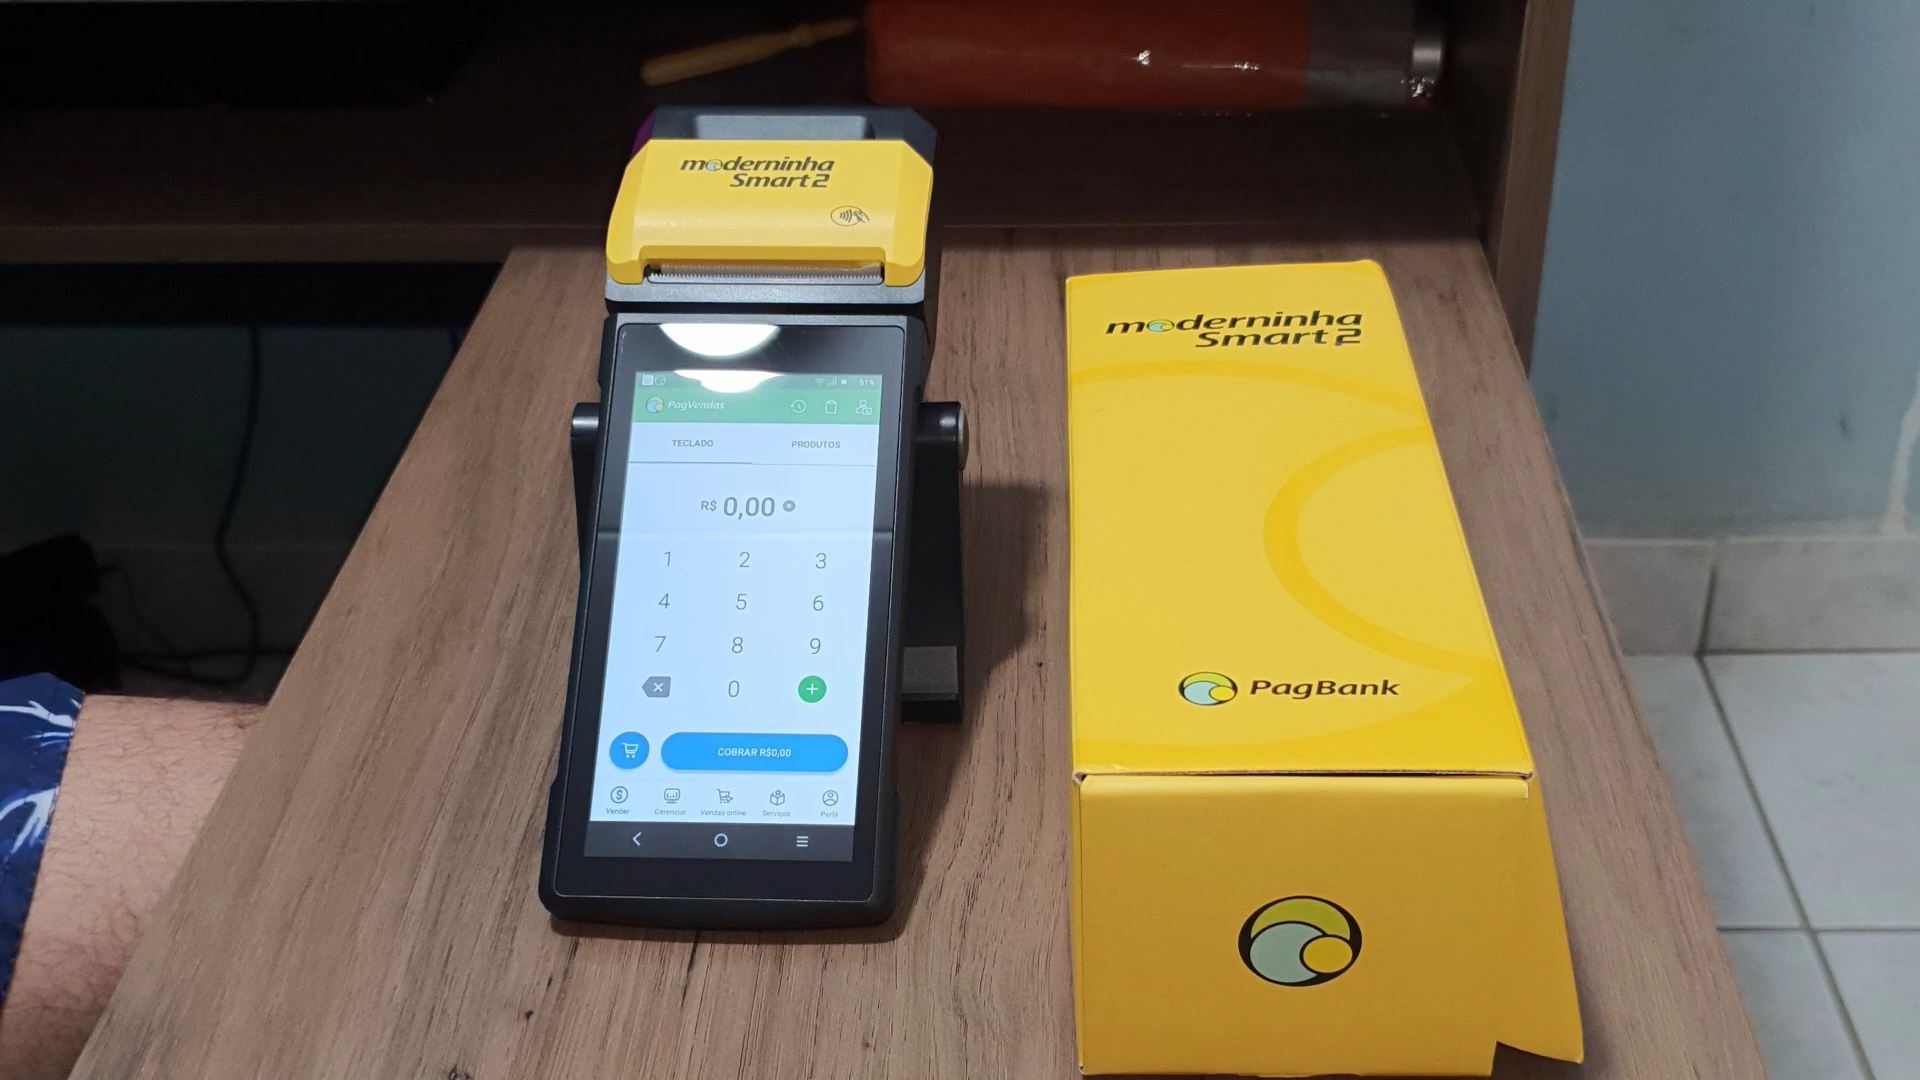 moderninha
Smart2
51%
PagVendas
TECLADO PRODUTOS
R$ 0,00
1 2 3
4 5 6
7 8 9
0 +
COBRAR R$0,00
Vender Gerenciar Vendas online Serviços Perfil
moderninha
Smart2
PagBank